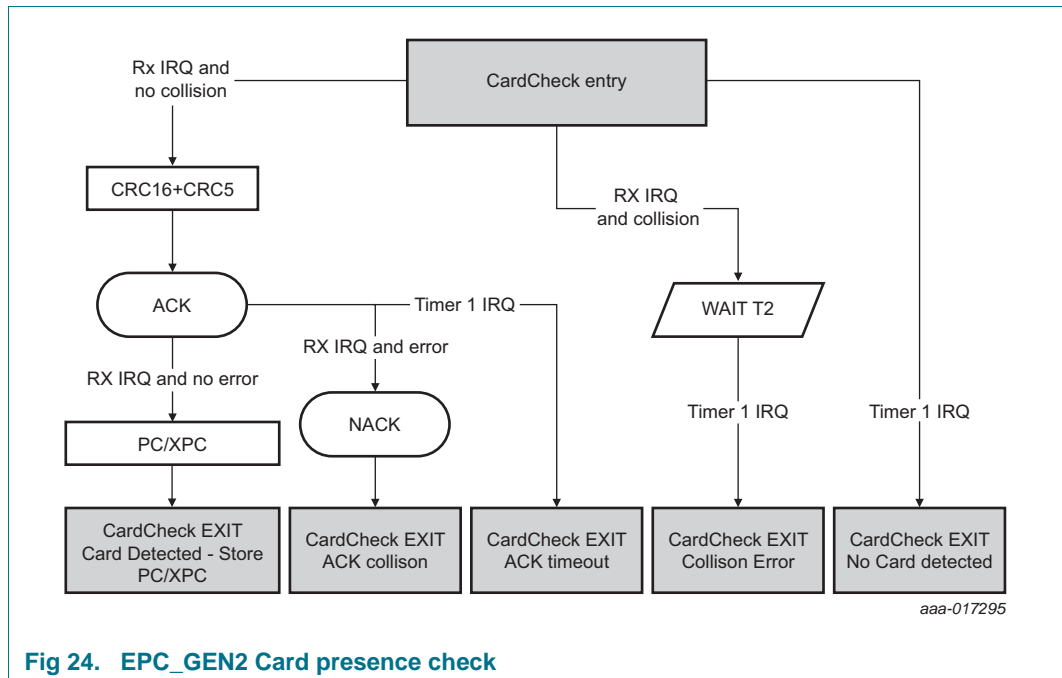 Rx IRQ and
no collision
CardCheck entry
CRC16+CRC5
RX IRQ
and collision
ACK
Timer 1 IRQ
WAIT T2
RX IRQ and error
RX IRQ and no error
NACK
Timer 1 IRQ
Timer 1 IRQ
PC/XPC
CardCheck EXIT
Card Detected - Store
PC/XPC
CardCheck EXIT
ACK collison
CardCheck EXIT
ACK timeout
CardCheck EXIT
Collison Error
CardCheck EXIT
No Card detected
aaa-017295
Fig 24. EPC_GEN2 Card presence check